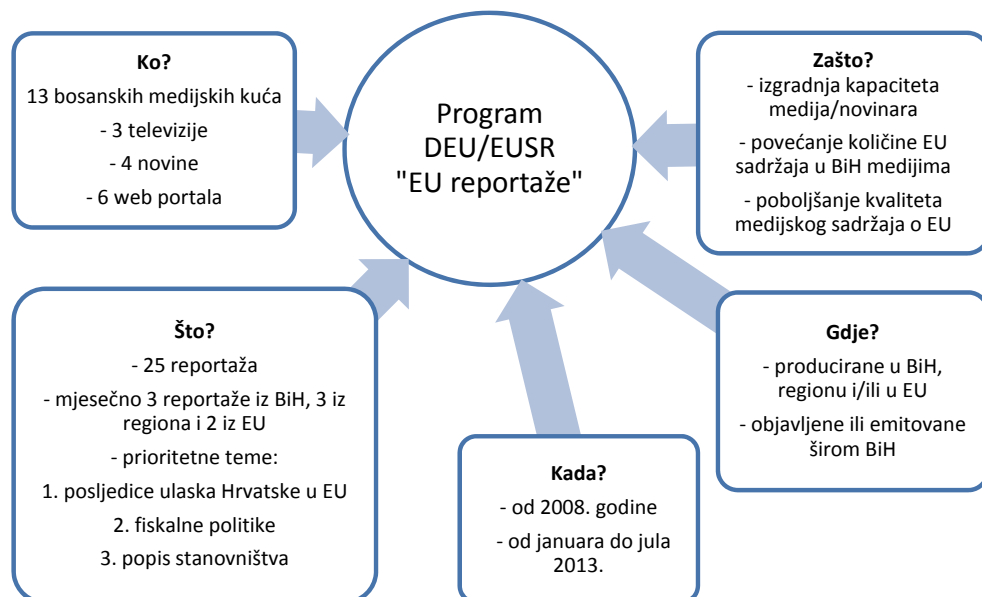 Ko?
13 bosanskih medijskih kuća
- 3 televizije
- 4 novine
- 6 web portala
Program
DEU/EUSR
"EU reportaže"
Zašto?
- izgradnja kapaciteta
medija/novinara
- povećanje količine EU
sadržaja u BiH medijima
- poboljšanje kvaliteta
medijskog sadržaja o EU
Što?
- 25 reportaža
- mjesečno 3 reportaže iz BiH, 3 iz
regiona i 2 iz EU
- prioritetne teme:
1. posljedice ulaska Hrvatske u EU
2. fiskalne politike
3. popis stanovništva
Kada?
- od 2008. godine
- od januara do jula
2013.
Gdje?
- producirane u BiH,
regionu i/ili u EU
- objavljene ili emitovane
širom BiH